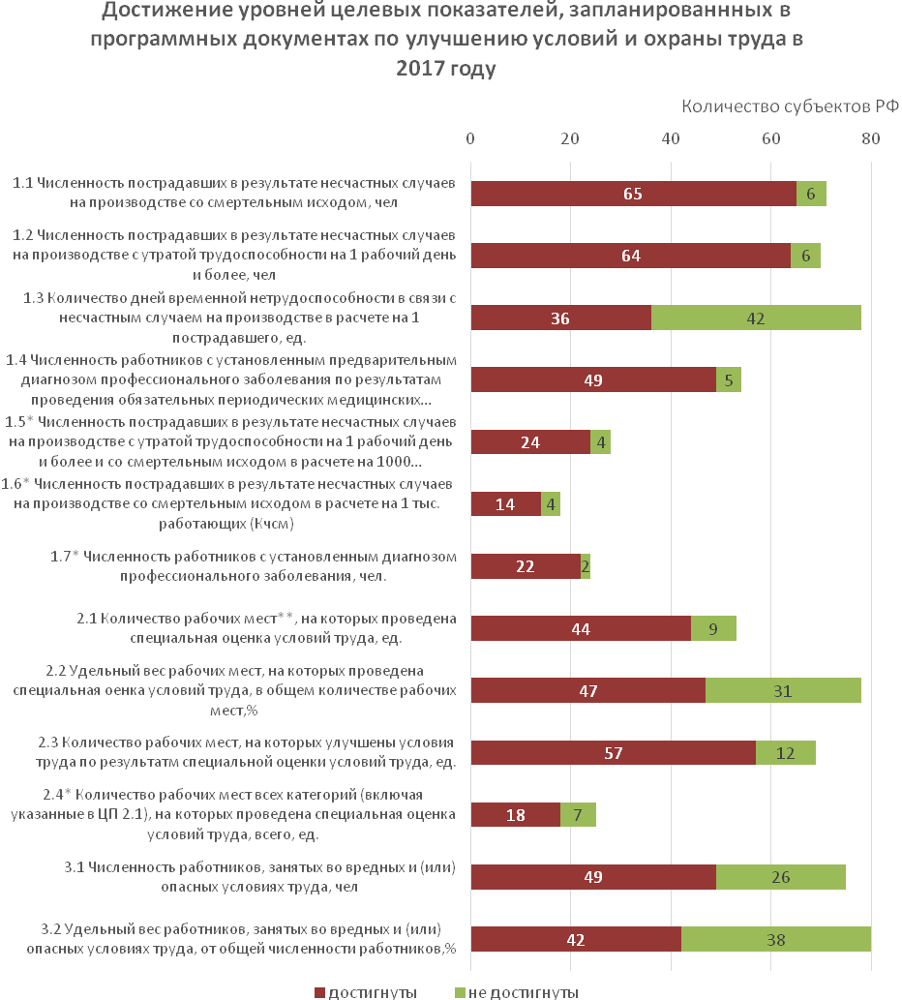 Достижение уровней целевых показателей, запланированнных в
программных документах по улучшению условий и охраны труда в
2017 году
Количество субъектов РФ
0 20 40 60 80
1.1 Численность пострадавших в результате несчастных случаев
на производстве со смертельным исходом, чел
65 6
1.2 Численность пострадавших в результате несчастных случаев
на производстве с утратой трудоспособности на 1 рабочий день
и более, чел
64 6
1.3 Количество дней временной нетрудоспособности в связи с
несчастным случаем на производстве в расчете на 1
пострадавшего, ед.
36 42
1.4 Численность работников с установленным предварительным
диагнозом профессионального заболевания по результатам
проведения обязательных периодических медицинских...
49 5
1.5* Численность пострадавших в результате несчастных случаев
на производстве с утратой трудоспособности на 1 рабочий день
и более и со смертельным исходом в расчете на 1000...
24 4
1.6* Численность пострадавших в результате несчастных случаев
на производстве со смертельным исходом в расчете на 1 тыс.
работающих (Кчсм)
14 4
1.7* Численность работников с установленным диагнозом
профессионального заболевания, чел.
22 2
2.1 Количество рабочих мест**, на которых проведена
специальная оценка условий труда, ед.
44 9
2.2 Удельный вес рабочих мест, на которых проведена
специальная оенка условий труда, в общем количестве рабочих
мест,%
47 31
2.3 Количество рабочих мест, на которых улучшены условия
труда по результатм специальной оценки условий труда, ед.
57 12
2.4* Количество рабочих мест всех категорий (включая
указанные в ЦП 2.1), на которых проведена специальная оценка
условий труда, всего, ед.
18 7
3.1 Численность работников, занятых во вредных и (или)
опасных условиях труда, чел
49 26
3.2 Удельный вес работников, занятых во вредных и (или)
опасных условиях труда, от общей численности работников,%
42 38
достигнуты не достигнуты